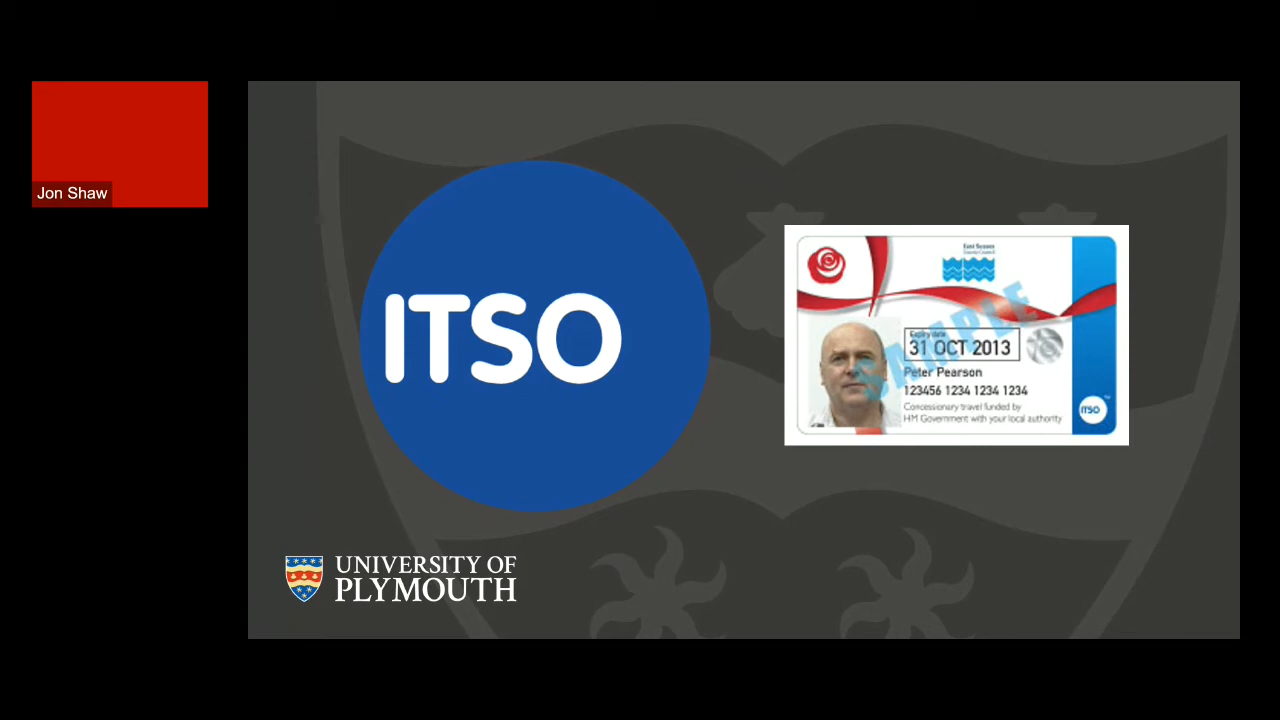 Jon Shaw
ITSO
East Sussex
County Council
SAMPLE
Expiry date
31 OCT 2013
Peter Pearson
123456 1234 1234 1234
Concessionary travel funded by
HM Government with your local authority
ITSO
UNIVERSITY OF
PLYMOUTH